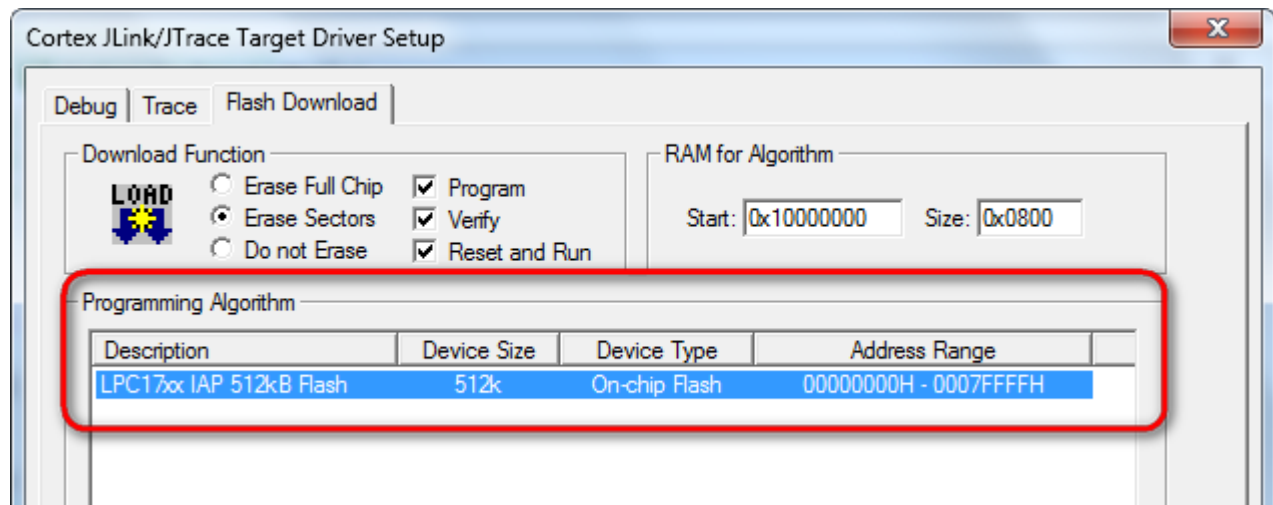 Cortex JLink/JTrace Target Driver Setup
Debug Trace Flash Download
Download Function
LOAD
Erase Full Chip
Erase Sectors
Do not Erase
Program
Verify
Reset and Run
RAM for Algorithm
Start: 0x10000000 Size: 0x0800
Programming Algorithm
Description Device Size Device Type Address Range
LPC17xx IAP 512kB Flash 512k On-chip Flash 00000000H - 0007FFFFH